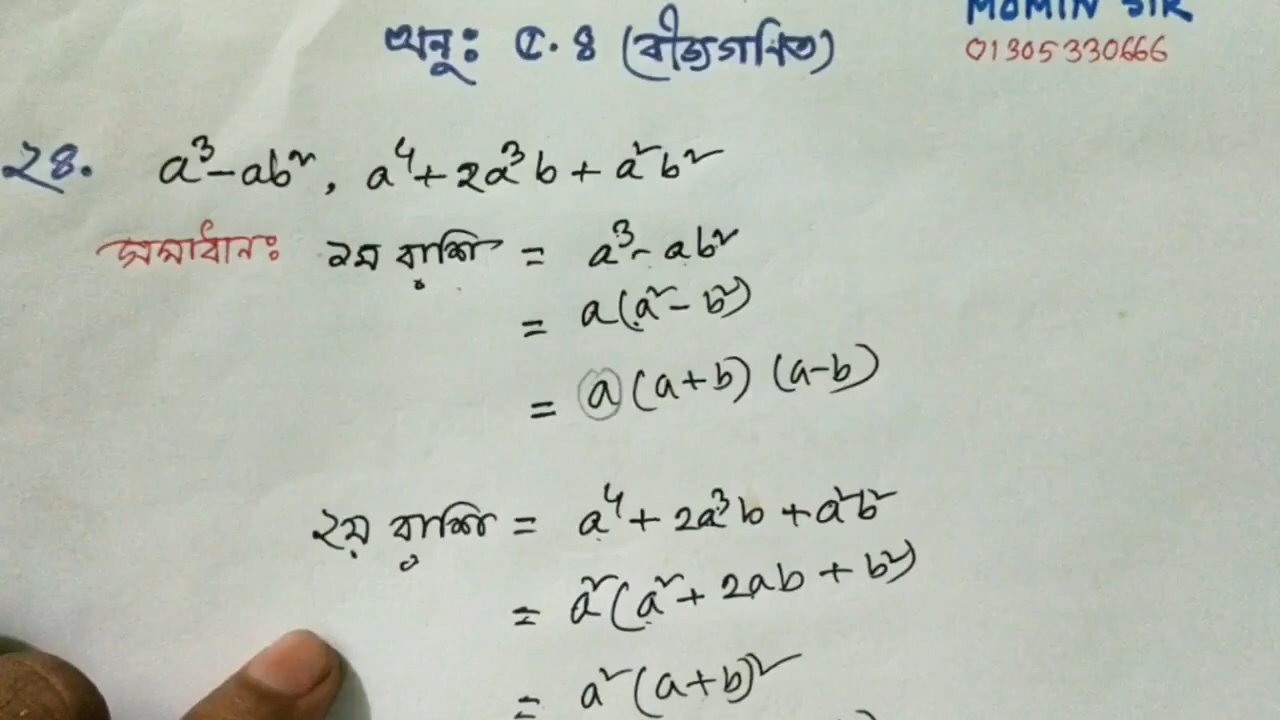 MOMIN SIR
অনু: ৫.৪ (বীজগণিত)
01305330666
২৪. a³-ab², a⁴+2a³b+a²b²
সমাধান: ১ম রাশি = a³-ab²
= a(a²-b²)
= a(a+b)(a-b)
২য় রাশি = a⁴+2a³b+a²b²
= a²(a²+2ab+b²)
= a²(a+b)²